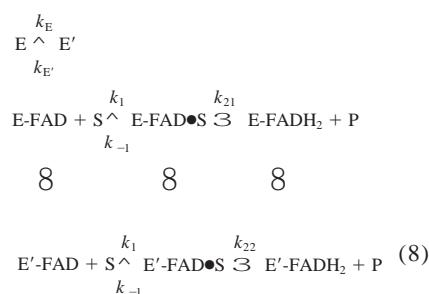 k_E
E ^ E′
k_E′
k_1 k_21
E-FAD + S ^ E-FAD●S 3 E-FADH_2 + P
k_−1
8 8 8
k_1 k_22
E′-FAD + S ^ E′-FAD●S 3 E′-FADH_2 + P (8)
k_−1